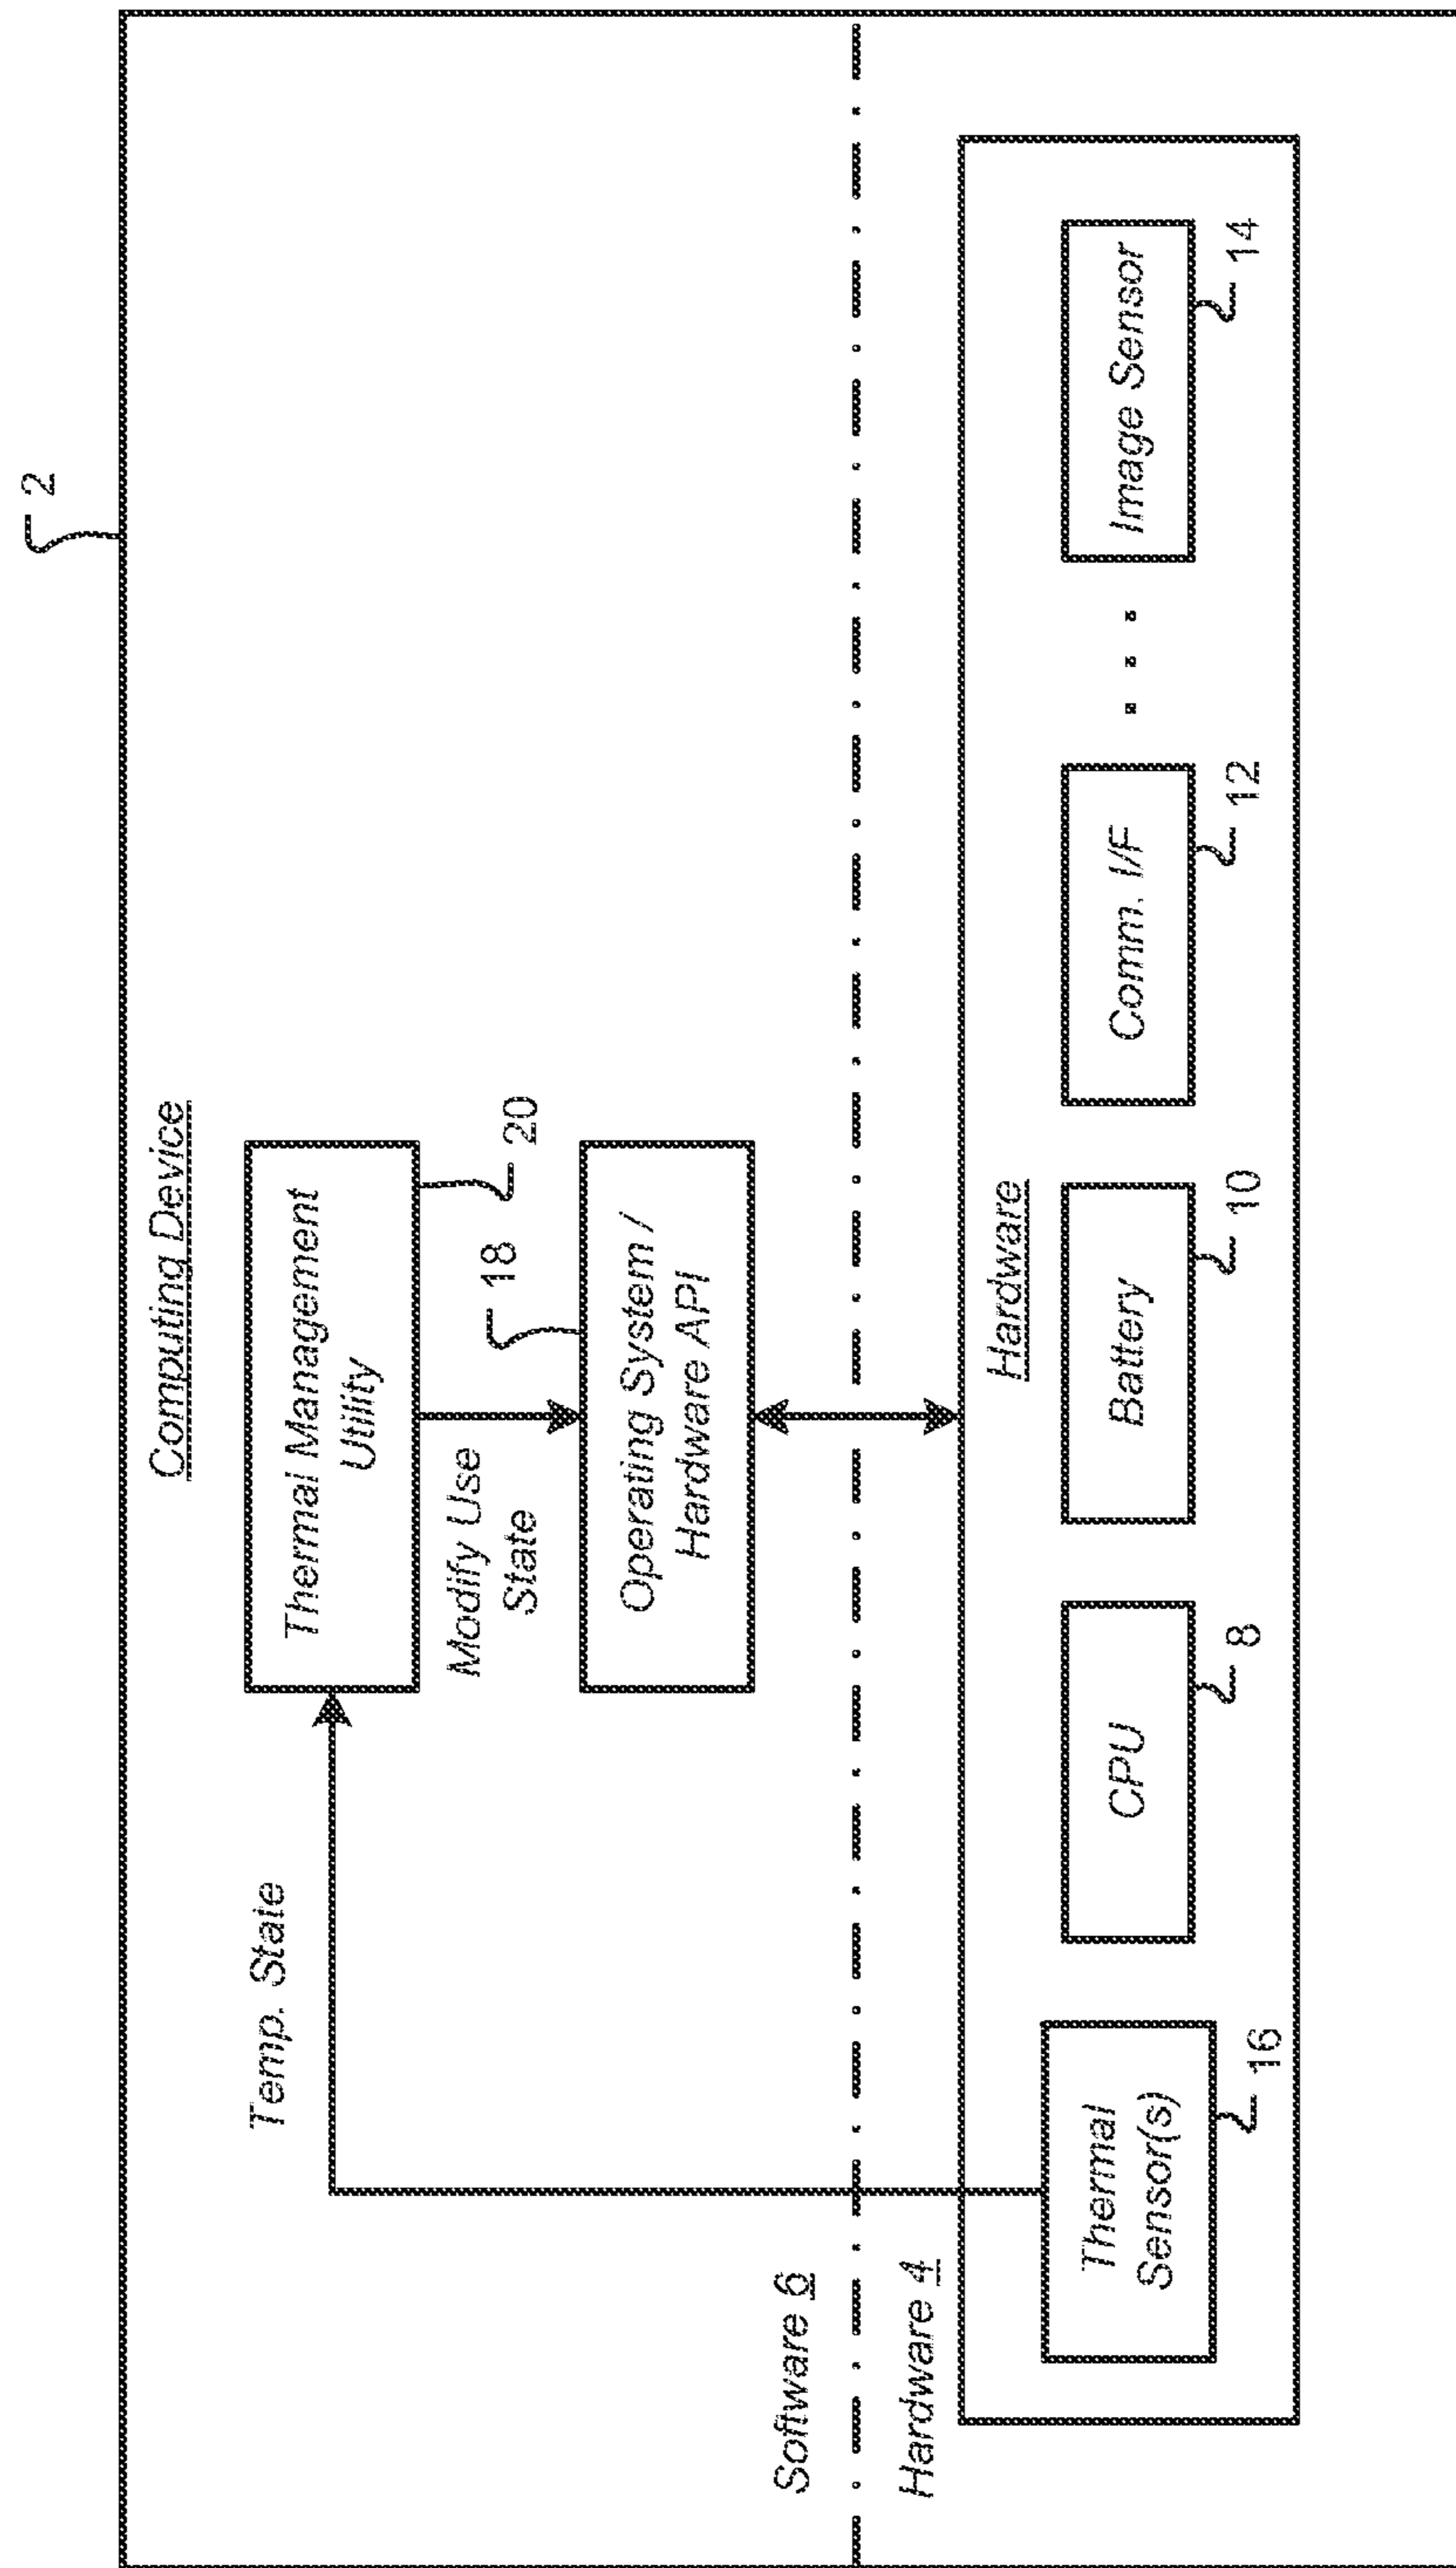 2
Computing Device
Temp. State
Thermal Management
Utility
20
Modify Use
State
18
Operating System /
Hardware API
Software 6
Hardware 4
Hardware
Thermal
Sensor(s)
16
CPU
8
Battery
10
Comm. I/F
12
Image Sensor
14